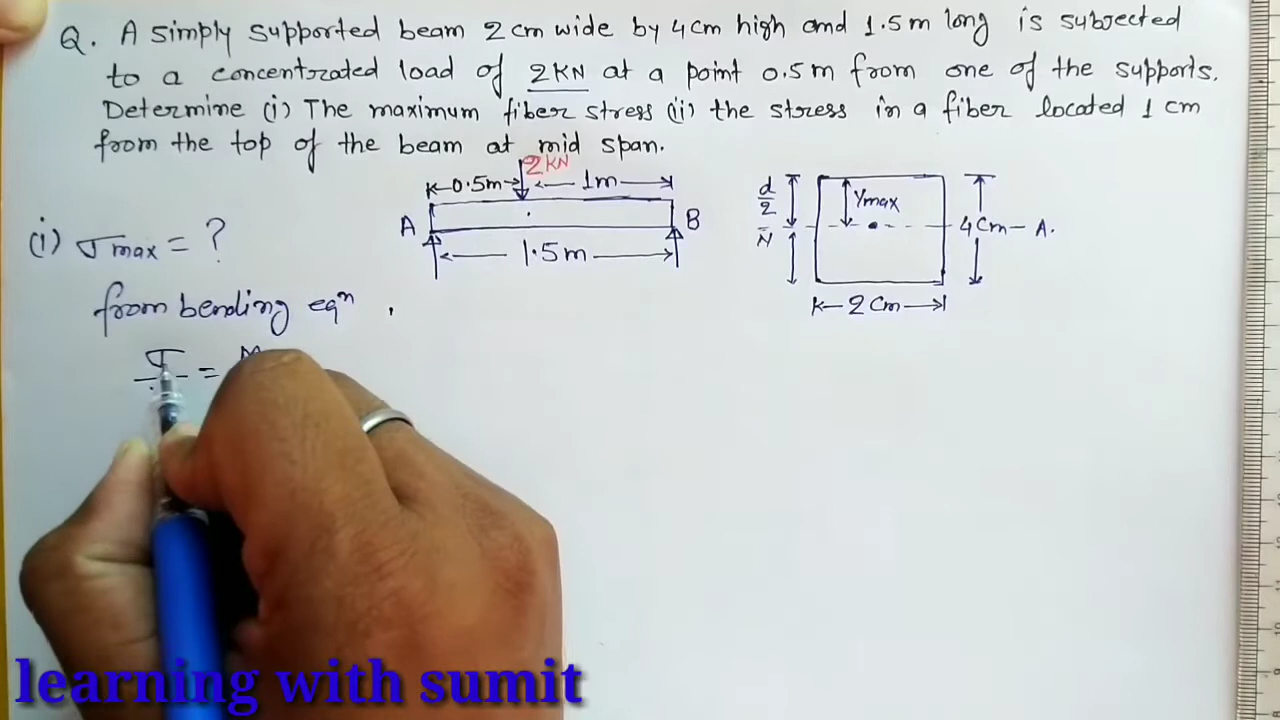 Q. A simply supported beam 2 cm wide by 4 cm high and 1.5 m long is subjected
to a concentrated load of 2KN at a point 0.5 m from one of the supports.
Determine (i) The maximum fiber stress (ii) the stress in a fiber located 1 cm
from the top of the beam at mid span.
2KN
0.5m
1m
A
B
1.5m
d/2
Ymax
N
4Cm
A.
2 Cm
(i) σmax = ?
from bending eqn .
σ
= M
learning with sumit